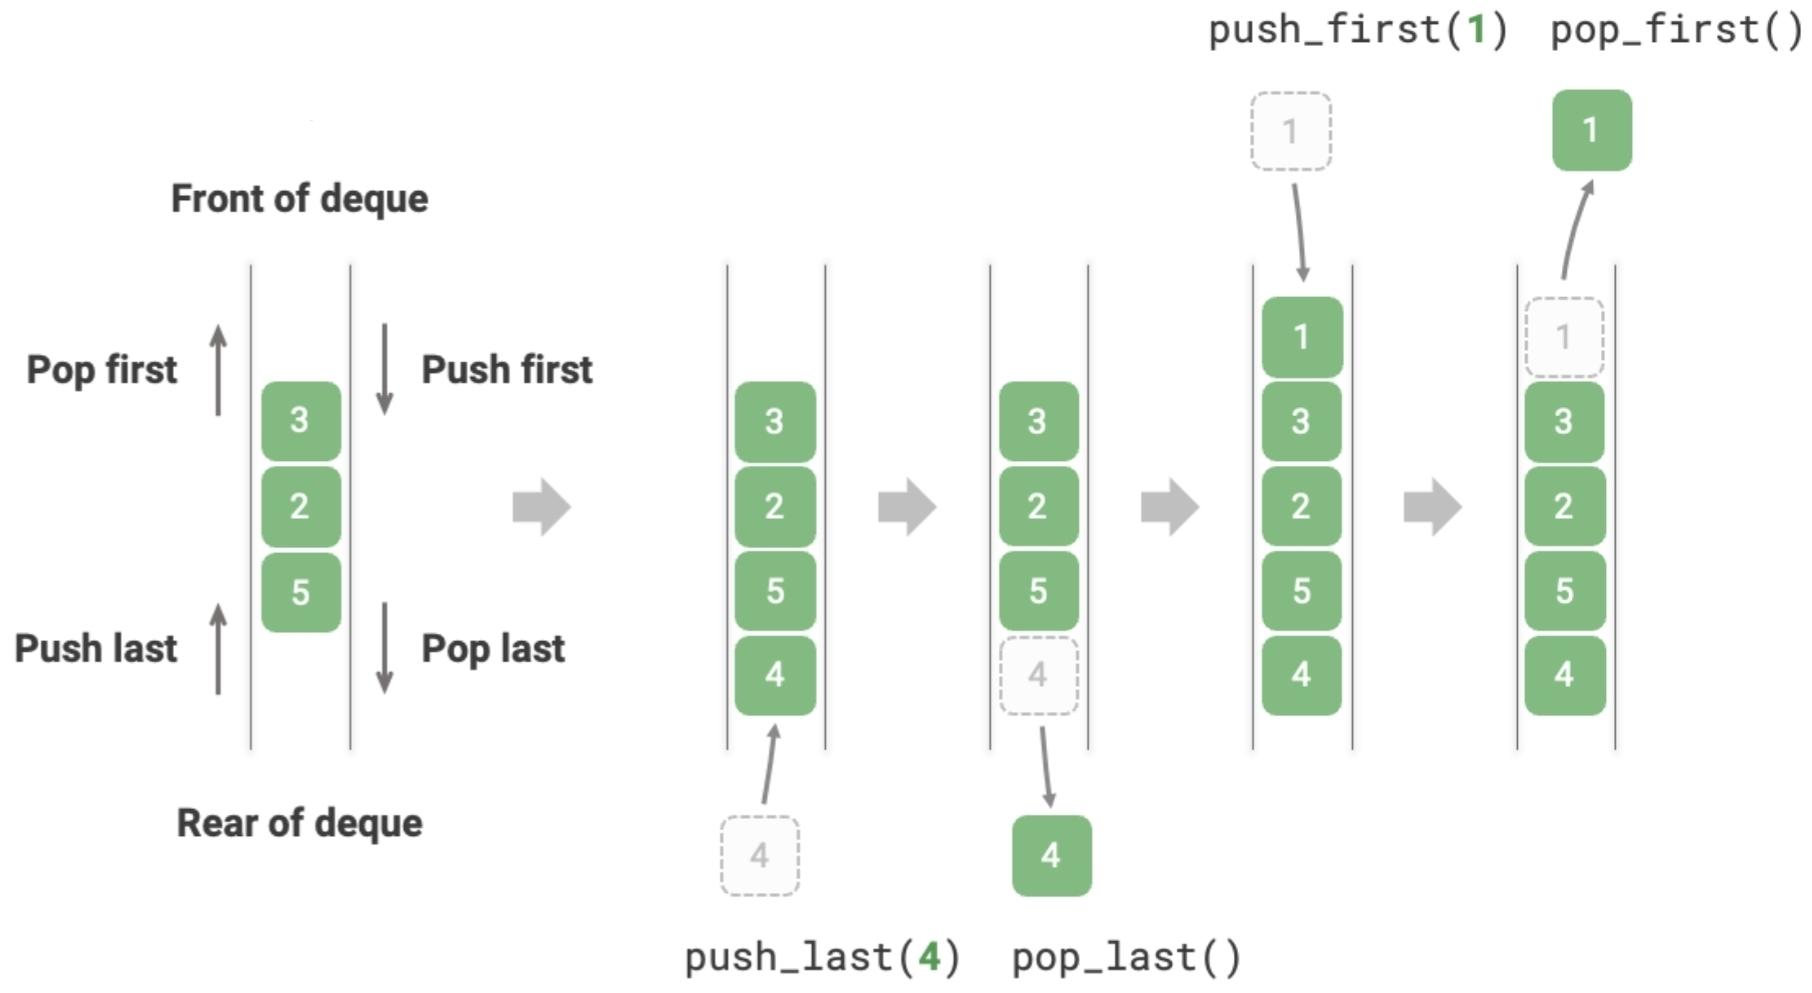 push_first(1) pop_first()
1 1
Front of deque
1 1
Pop first Push first
3 3 3 3 3
2 2 2 2 2
5 5 5 5 5
Push last Pop last
4 4 4 4
Rear of deque
4 4
push_last(4) pop_last()